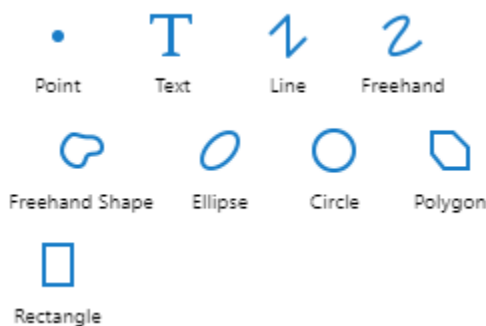 Point Text Line Freehand
Freehand Shape Ellipse Circle Polygon
Rectangle